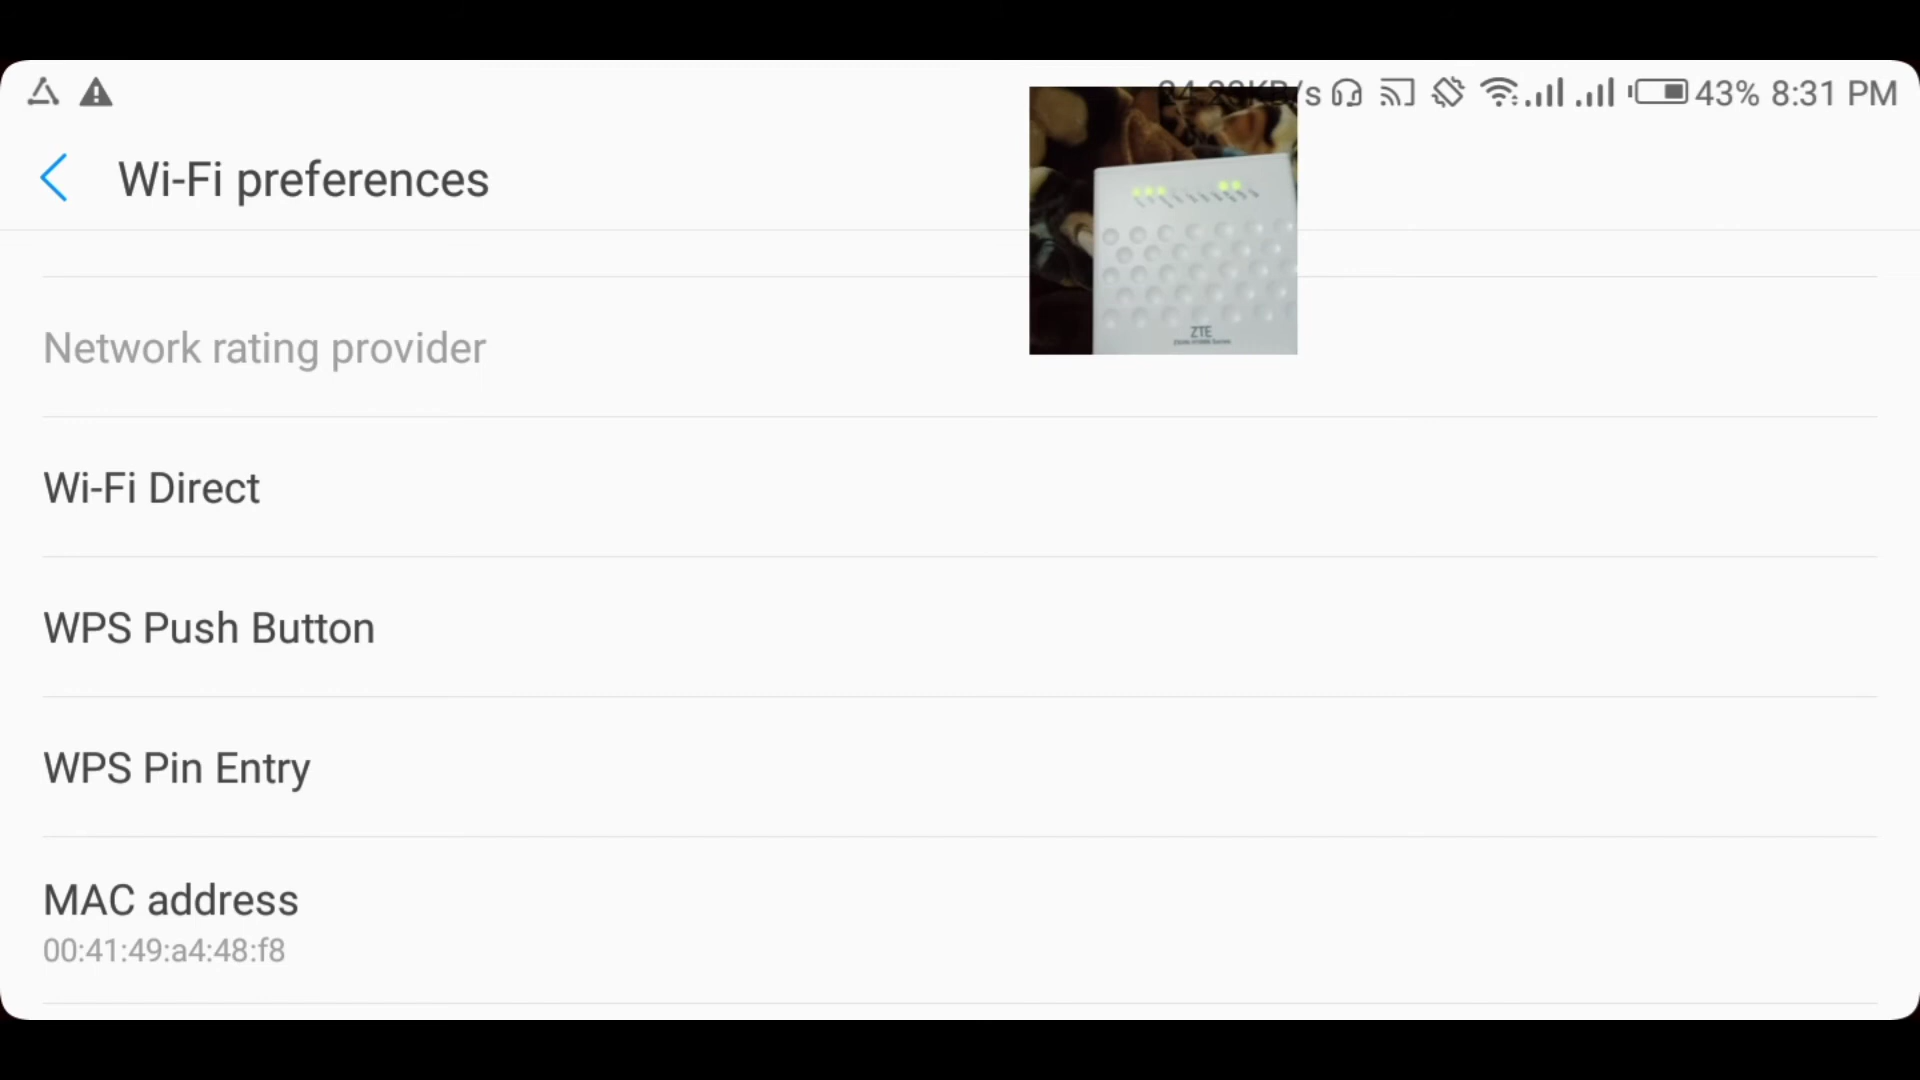 43% 8:31 PM
Wi-Fi preferences
ZTE
Network rating provider
Wi-Fi Direct
WPS Push Button
WPS Pin Entry
MAC address
00:41:49:a4:48:f8